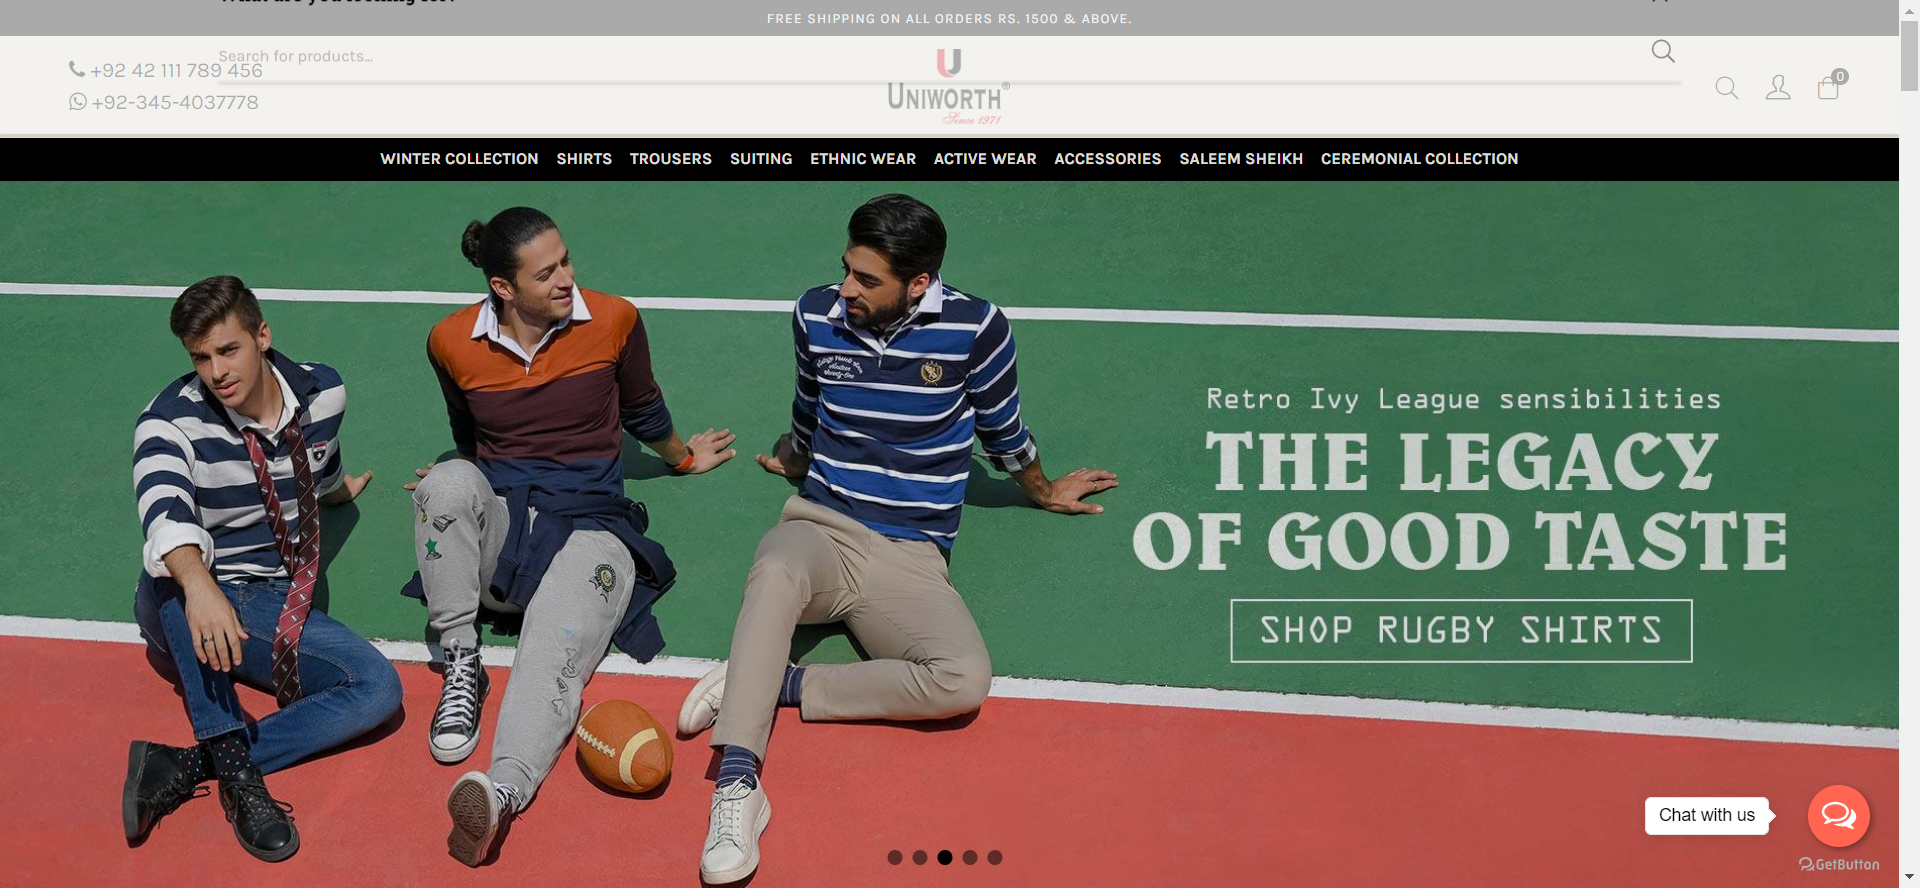 FREE SHIPPING ON ALL ORDERS RS. 1500 & ABOVE.
Search for products...
+92 42 111 789 456
+92-345-4037778
UNIWORTH®
Since 1971
0
WINTER COLLECTION SHIRTS TROUSERS SUITING ETHNIC WEAR ACTIVE WEAR ACCESSORIES SALEEM SHEIKH CEREMONIAL COLLECTION
Retro Ivy League sensibilities
THE LEGACY
OF GOOD TASTE
SHOP RUGBY SHIRTS
Chat with us
GetButton